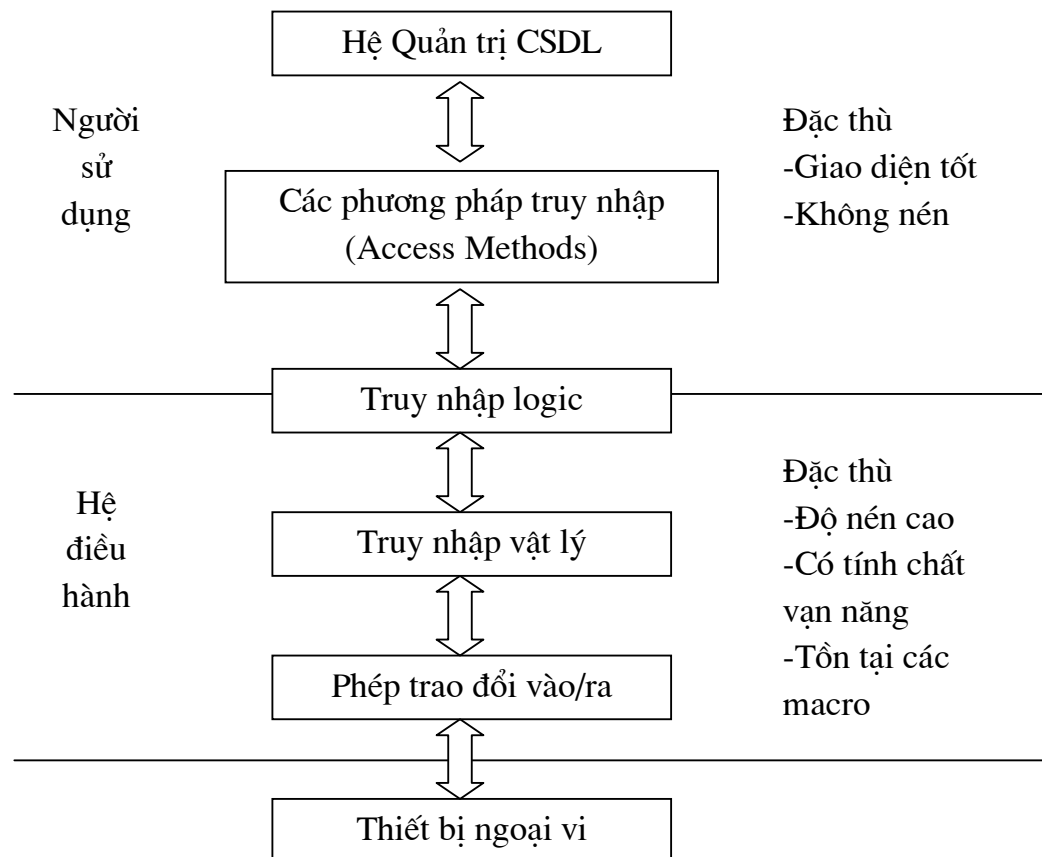 Hệ Quản trị CSDL
Người
sử
dụng
Đặc thù
-Giao diện tốt
-Không nén
Các phương pháp truy nhập
(Access Methods)
Truy nhập logic
Hệ
điều
hành
Truy nhập vật lý
Đặc thù
-Độ nén cao
-Có tính chất
vạn năng
-Tồn tại các
macro
Phép trao đổi vào/ra
Thiết bị ngoại vi